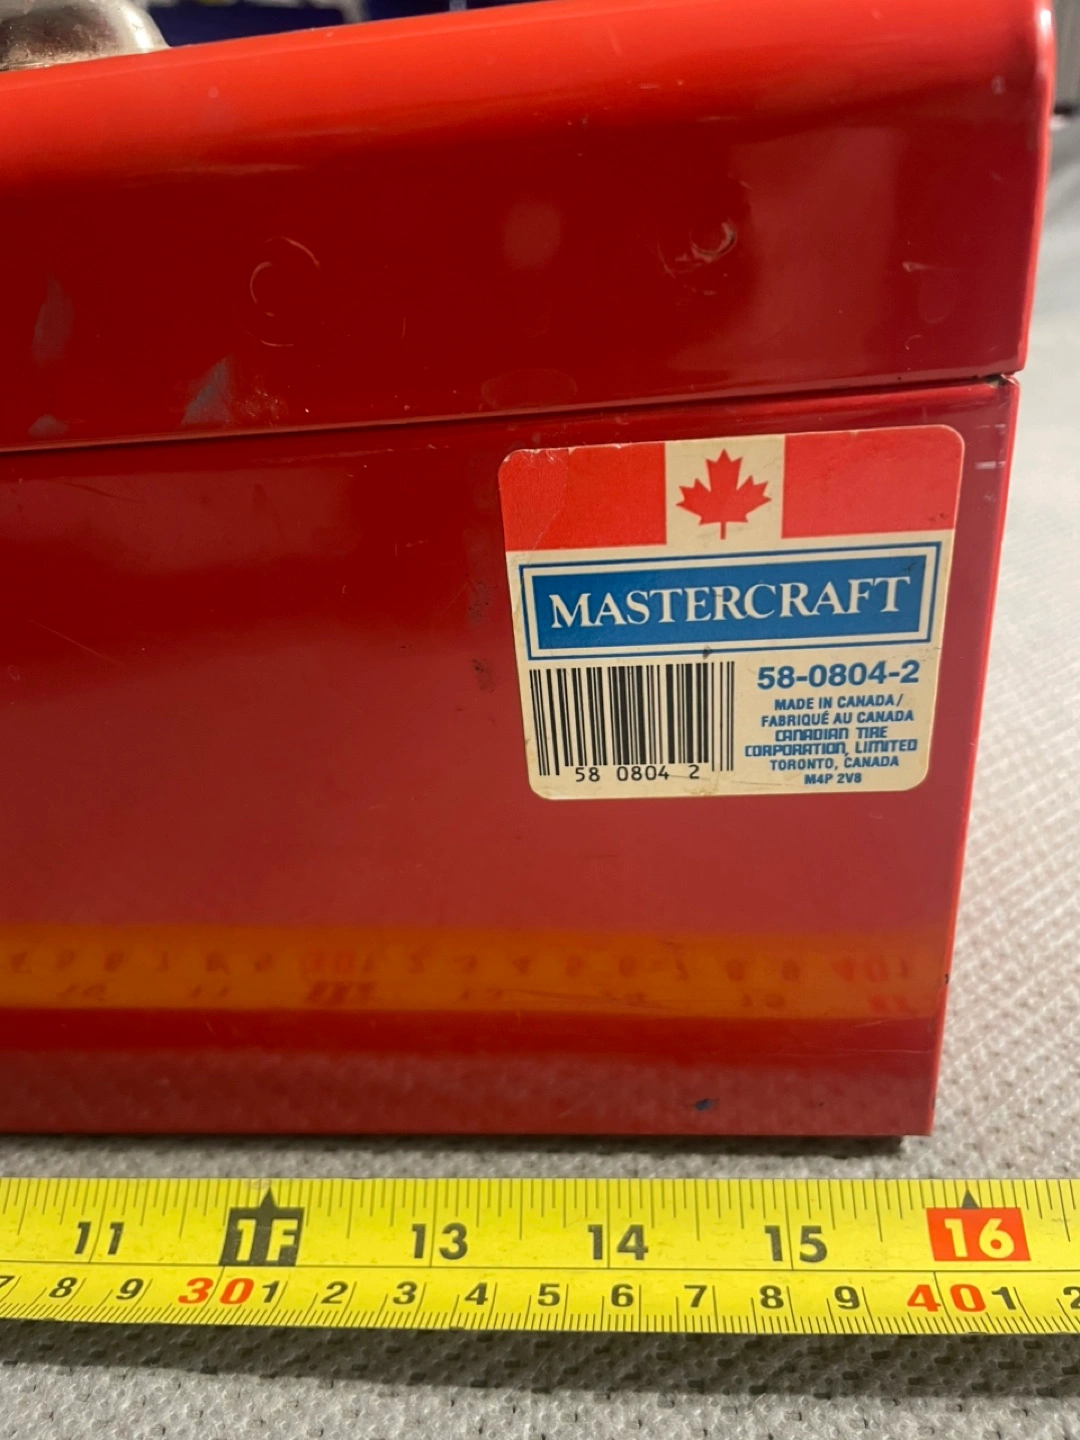 MASTERCRAFT
58-0804-2
MADE IN CANADA/
FABRIQUÉ AU CANADA
CANADIAN TIRE
CORPORATION, LIMITED
TORONTO, CANADA
M4P 2V8
58 0804 2
11 1F 13 14 15 16
7 8 9 30 1 2 3 4 5 6 7 8 9 40 1 2